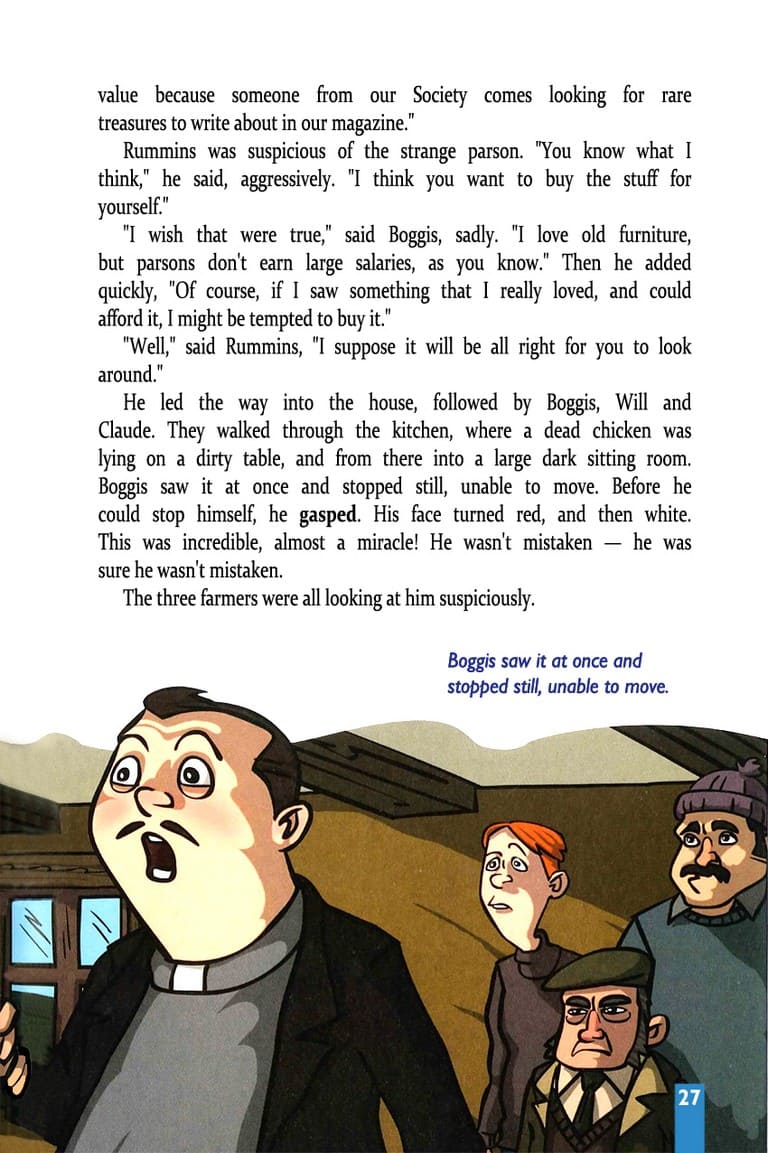 value because someone from our Society comes looking for rare
treasures to write about in our magazine."
Rummins was suspicious of the strange parson. "You know what I
think," he said, aggressively. "I think you want to buy the stuff for
yourself."
"I wish that were true," said Boggis, sadly. "I love old furniture,
but parsons don't earn large salaries, as you know." Then he added
quickly, "Of course, if I saw something that I really loved, and could
afford it, I might be tempted to buy it."
"Well," said Rummins, "I suppose it will be all right for you to look
around."
He led the way into the house, followed by Boggis, Will and
Claude. They walked through the kitchen, where a dead chicken was
lying on a dirty table, and from there into a large dark sitting room.
Boggis saw it at once and stopped still, unable to move. Before he
could stop himself, he gasped. His face turned red, and then white.
This was incredible, almost a miracle! He wasn't mistaken — he was
sure he wasn't mistaken.
The three farmers were all looking at him suspiciously.
Boggis saw it at once and
stopped still, unable to move.
27